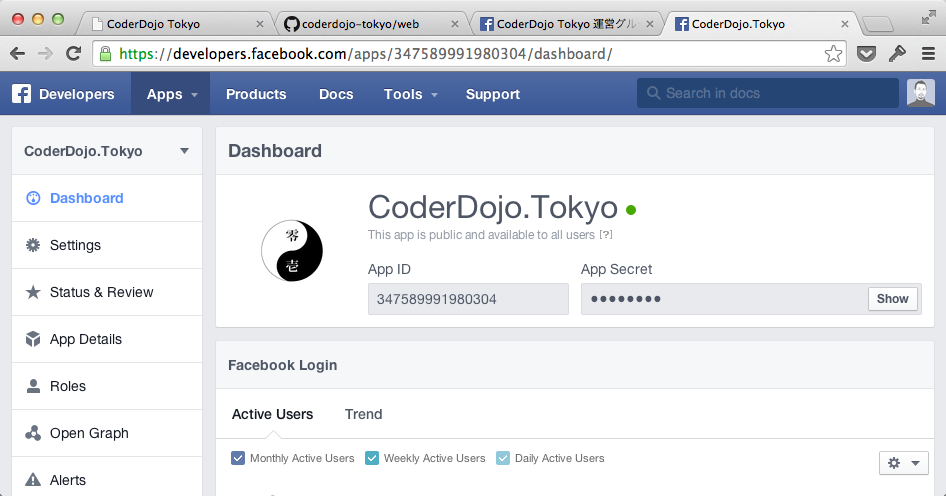 CoderDojo Tokyo
coderdojo-tokyo/web
CoderDojo Tokyo 運営グル
CoderDojo.Tokyo
https://developers.facebook.com/apps/347589991980304/dashboard/
Developers Apps Products Docs Tools Support Search in docs
CoderDojo.Tokyo
Dashboard
Settings
Status & Review
App Details
Roles
Open Graph
Alerts
Dashboard
零
壱
CoderDojo.Tokyo
This app is public and available to all users [?]
App ID App Secret
347589991980304 ●●●●●●●● Show
Facebook Login
Active Users Trend
Monthly Active Users Weekly Active Users Daily Active Users